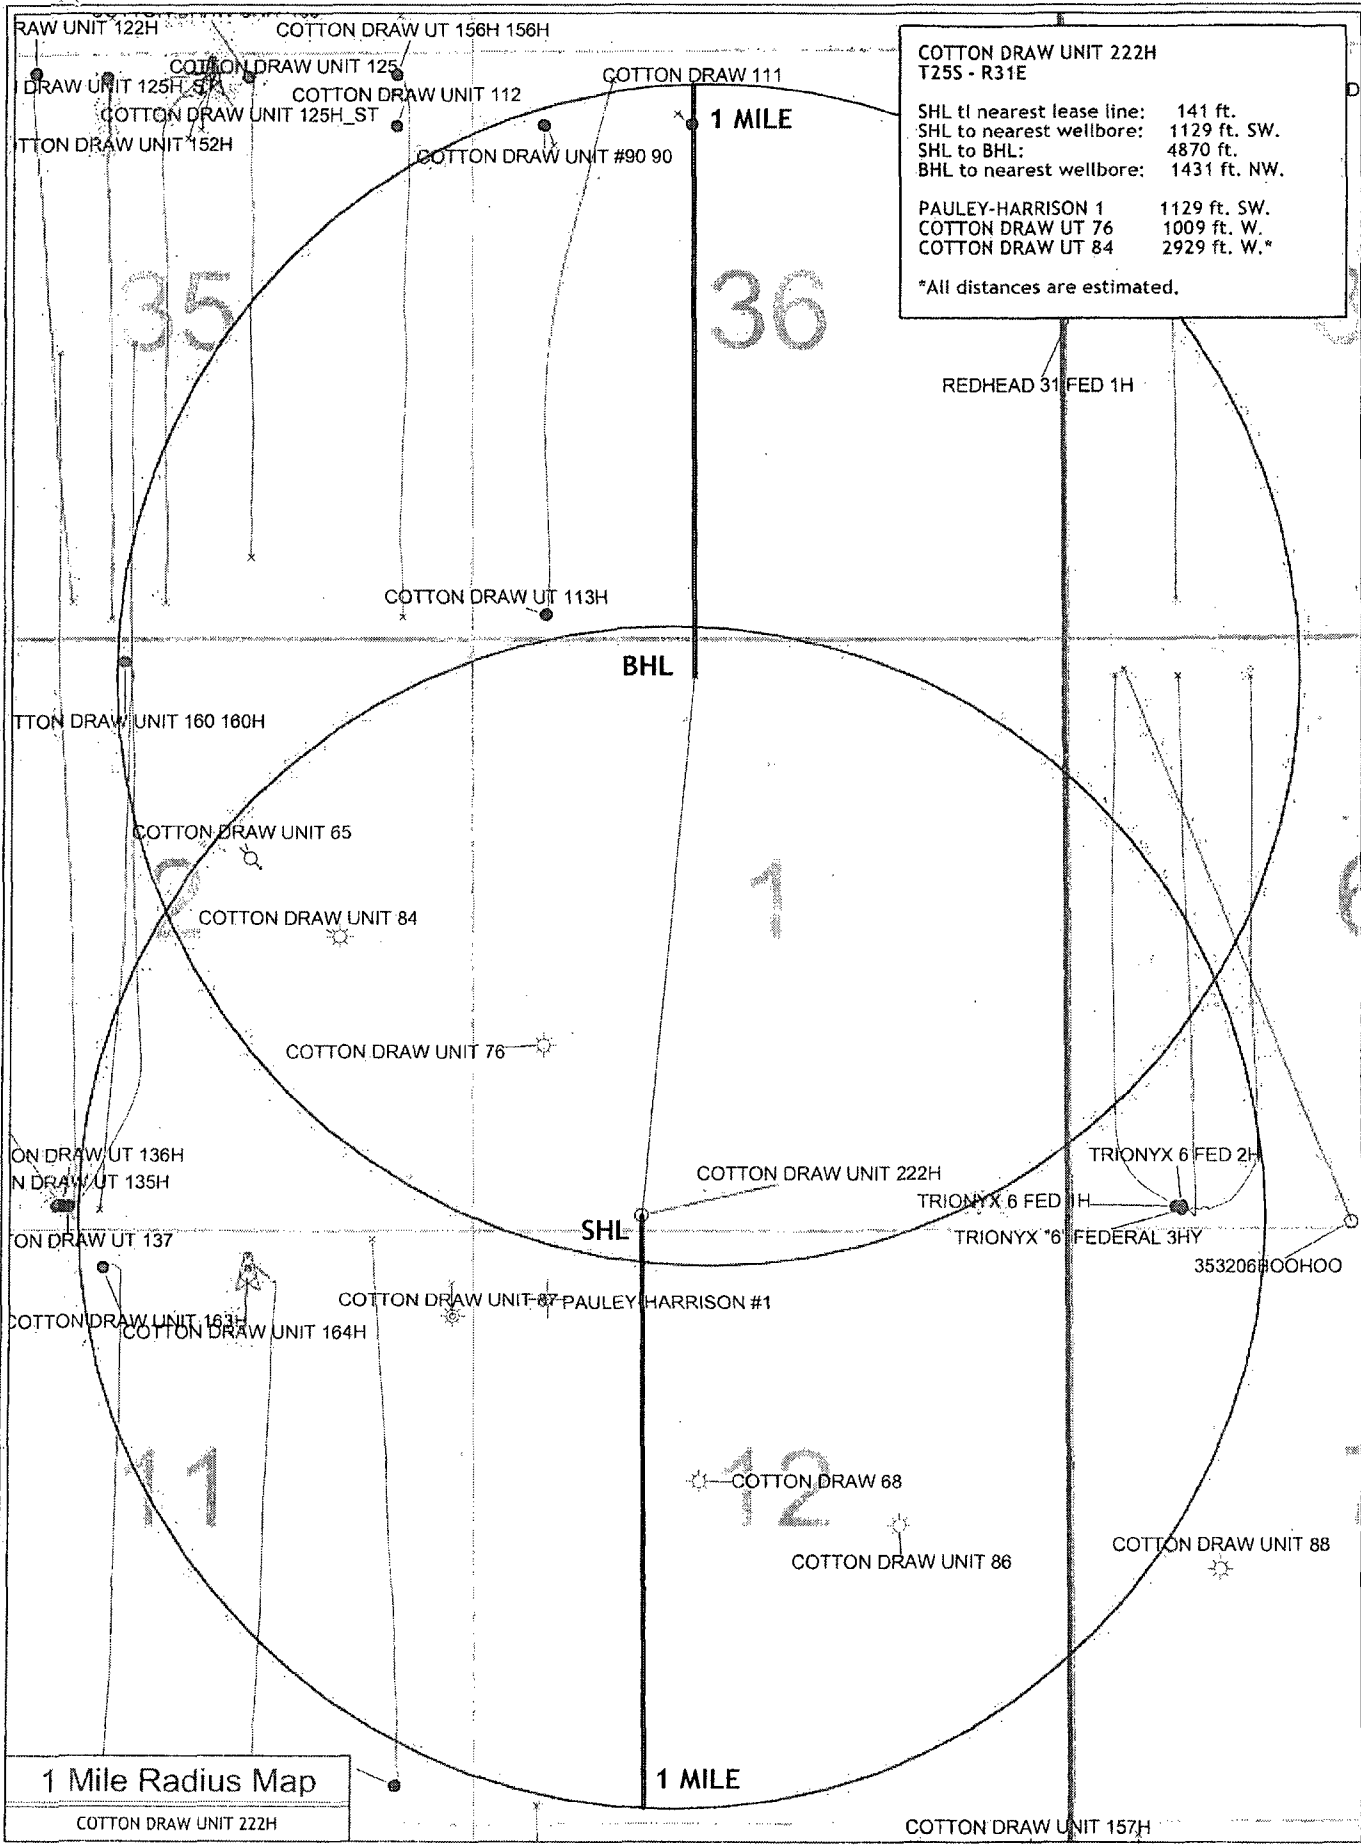 RAW UNIT 122H
COTTON DRAW UT 156H 156H
COTTON DRAW UNIT 125
DRAW UNIT 125H_ST
COTTON DRAW UNIT 112
COTTON DRAW UNIT 125H_ST
TTON DRAW UNIT 152H
COTTON DRAW 111
COTTON DRAW UNIT #90 90
1 MILE
COTTON DRAW UNIT 222H
T25S - R31E
SHL tl nearest lease line: 141 ft.
SHL to nearest wellbore: 1129 ft. SW.
SHL to BHL: 4870 ft.
BHL to nearest wellbore: 1431 ft. NW.
PAULEY-HARRISON 1 1129 ft. SW.
COTTON DRAW UT 76 1009 ft. W.
COTTON DRAW UT 84 2929 ft. W.*
*All distances are estimated.
35
36
REDHEAD 31 FED 1H
COTTON DRAW UT 113H
BHL
TTON DRAW UNIT 160 160H
COTTON DRAW UNIT 65
2
1
6
COTTON DRAW UNIT 84
COTTON DRAW UNIT 76
ON DRAW UT 136H
N DRAW UT 135H
COTTON DRAW UNIT 222H
TRIONYX 6 FED 2H
TRIONYX 6 FED 1H
SHL
ON DRAW UT 137
TRIONYX "6" FEDERAL 3HY
353206HOOHOO
COTTON DRAW UNIT 87
PAULEY-HARRISON #1
COTTON DRAW UNIT 163H
COTTON DRAW UNIT 164H
11
12
COTTON DRAW 68
COTTON DRAW UNIT 86
COTTON DRAW UNIT 88
1 MILE
1 Mile Radius Map
COTTON DRAW UNIT 222H
COTTON DRAW UNIT 157H